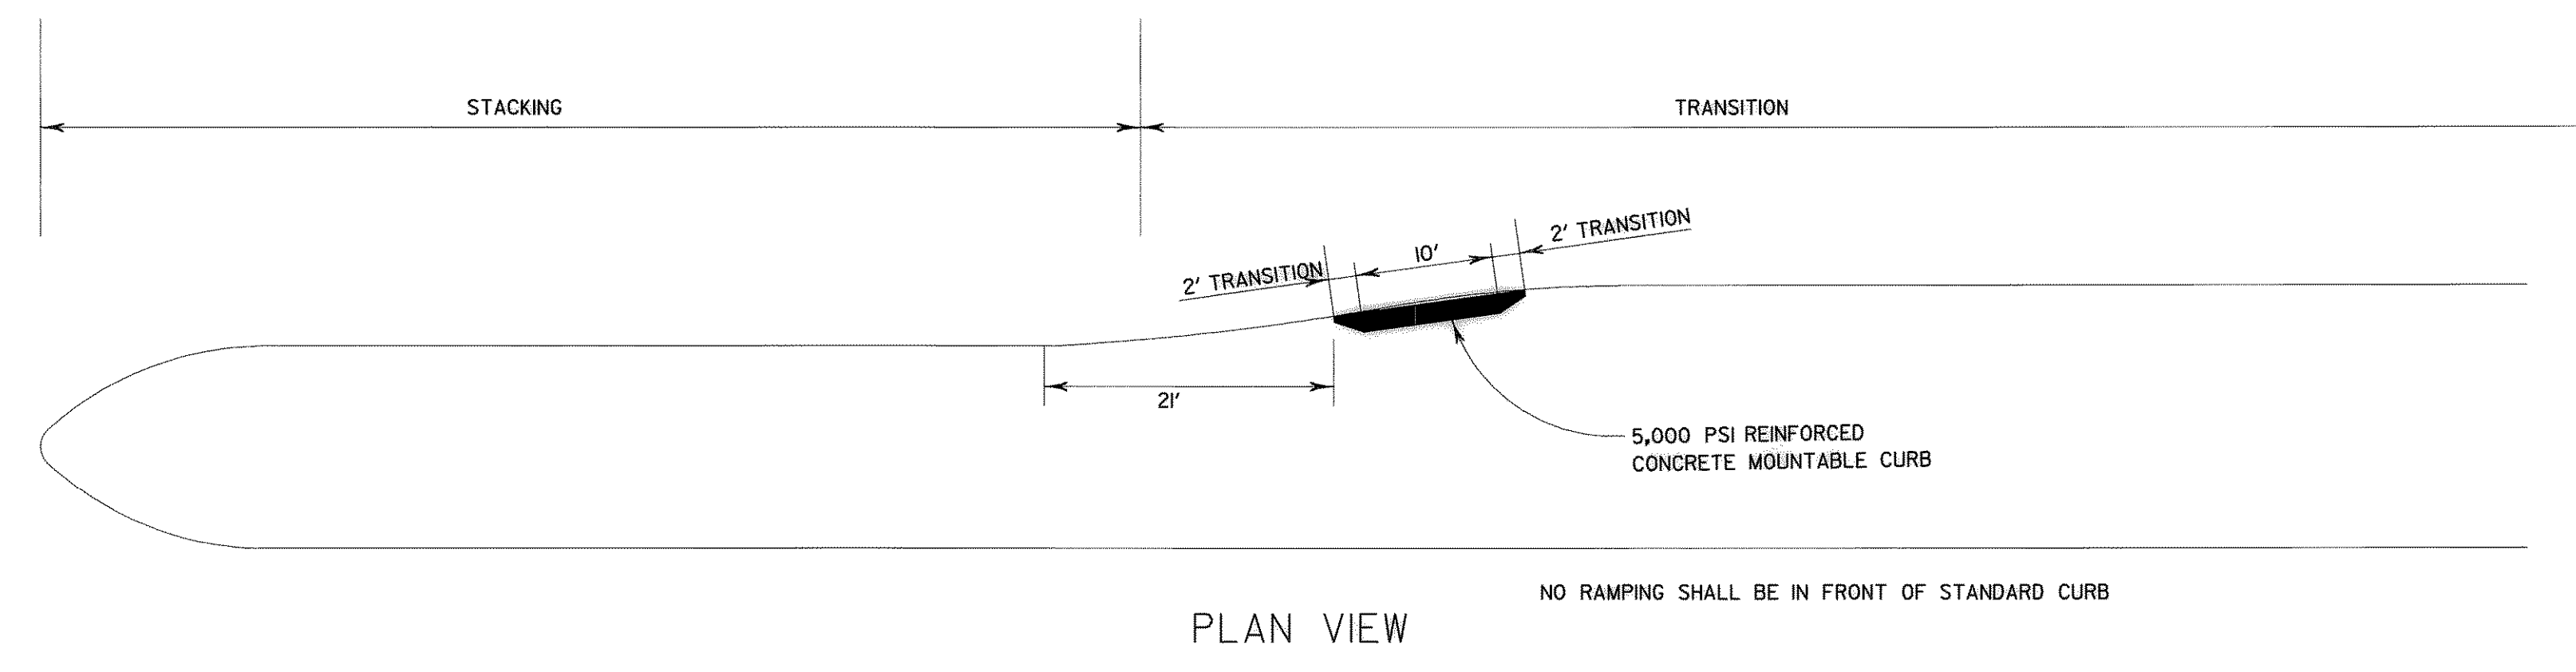 STACKING
TRANSITION
2' TRANSITION
10'
2' TRANSITION
21'
5,000 PSI REINFORCED
CONCRETE MOUNTABLE CURB
NO RAMPING SHALL BE IN FRONT OF STANDARD CURB
PLAN VIEW